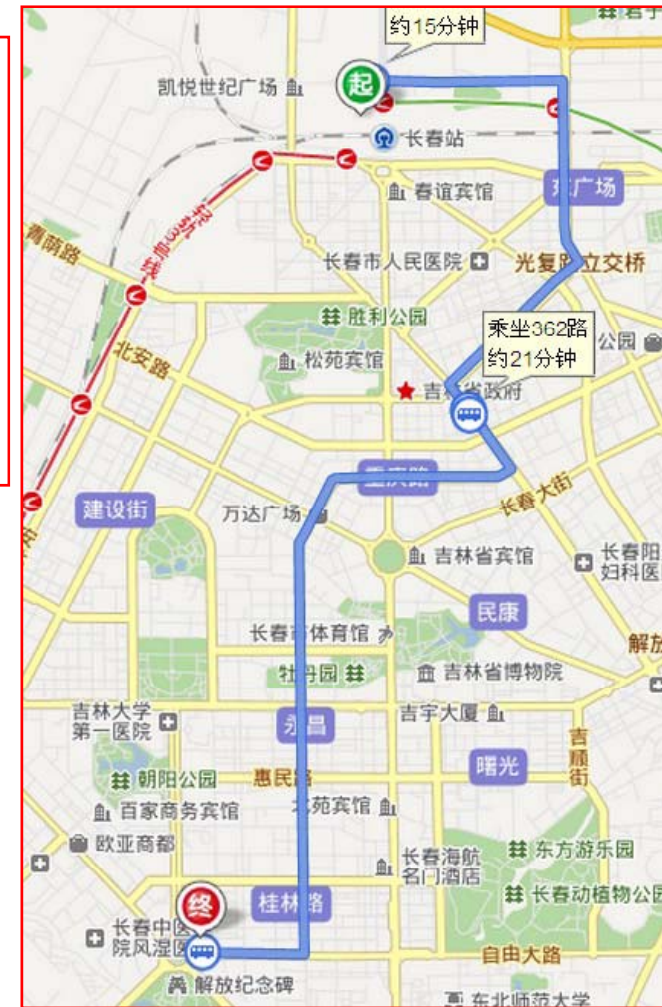 约15分钟
凯悦世纪广场
起
长春站
春谊宾馆
东广场
青荫路
轻轨3号线
长春市人民医院
光复路立交桥
胜利公园
乘坐362路
约21分钟
公园
北安路
松苑宾馆
吉林省政府
重庆路
长春大街
建设街
万达广场
吉林省宾馆
长春阳
妇科医
民康
长春市体育馆
解放
牡丹园
吉林省博物院
吉林大学
第一医院
吉宇大厦
永昌
吉顺街
曙光
朝阳公园
惠民路
百家商务宾馆
北苑宾馆
欧亚商都
长春海航
名门酒店
东方游乐园
终
桂林路
长春动植物公园
长春中医
院风湿医
自由大路
解放纪念碑
东北师范大学